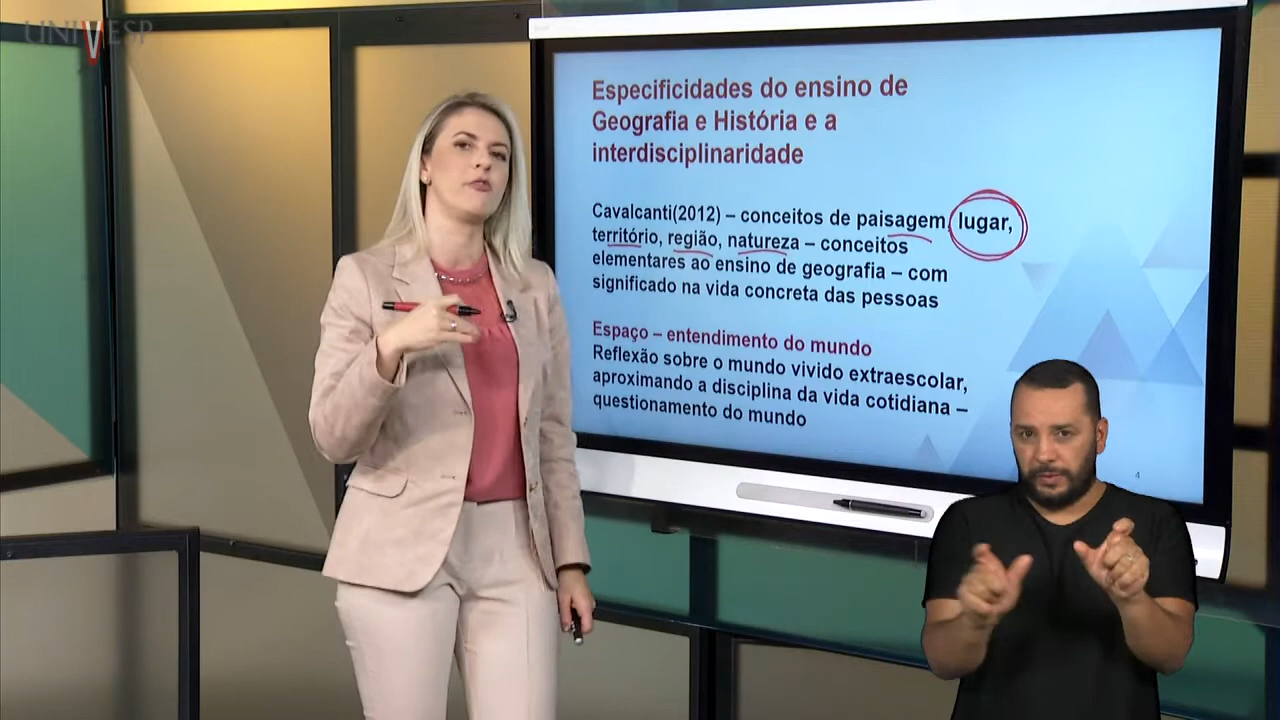 UNIVESP
Especificidades do ensino de
Geografia e História e a
interdisciplinaridade
Cavalcanti(2012) – conceitos de paisagem, lugar,
território, região, natureza – conceitos
elementares ao ensino de geografia – com
significado na vida concreta das pessoas
Espaço – entendimento do mundo
Reflexão sobre o mundo vivido extraescolar,
aproximando a disciplina da vida cotidiana –
questionamento do mundo
4